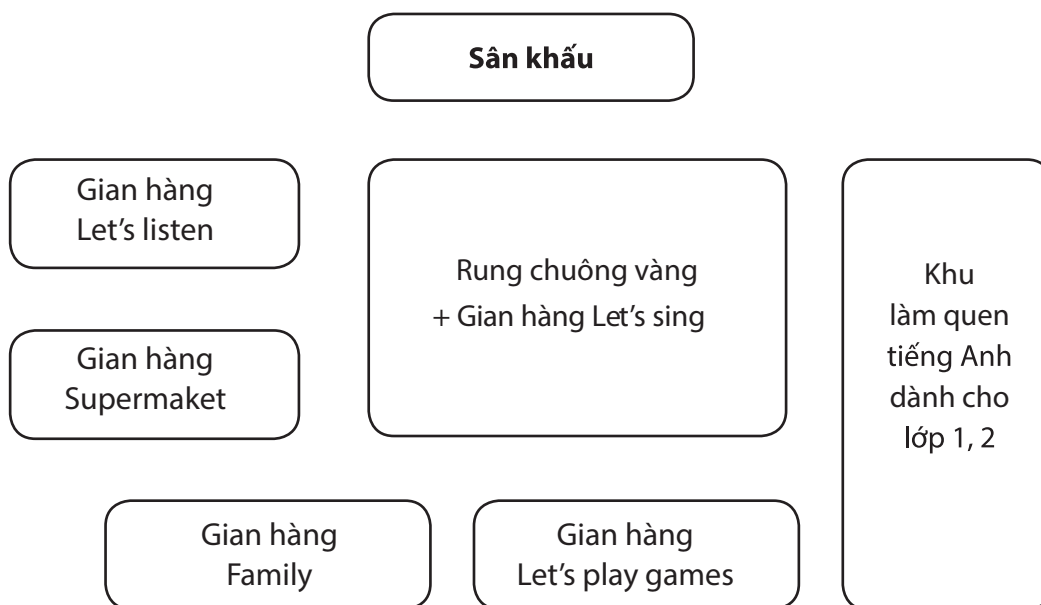 Sân khấu
Gian hàng
Let's listen
Rung chuông vàng
+ Gian hàng Let's sing
Khu
làm quen
tiếng Anh
dành cho
lớp 1, 2
Gian hàng
Supermaket
Gian hàng
Family
Gian hàng
Let's play games